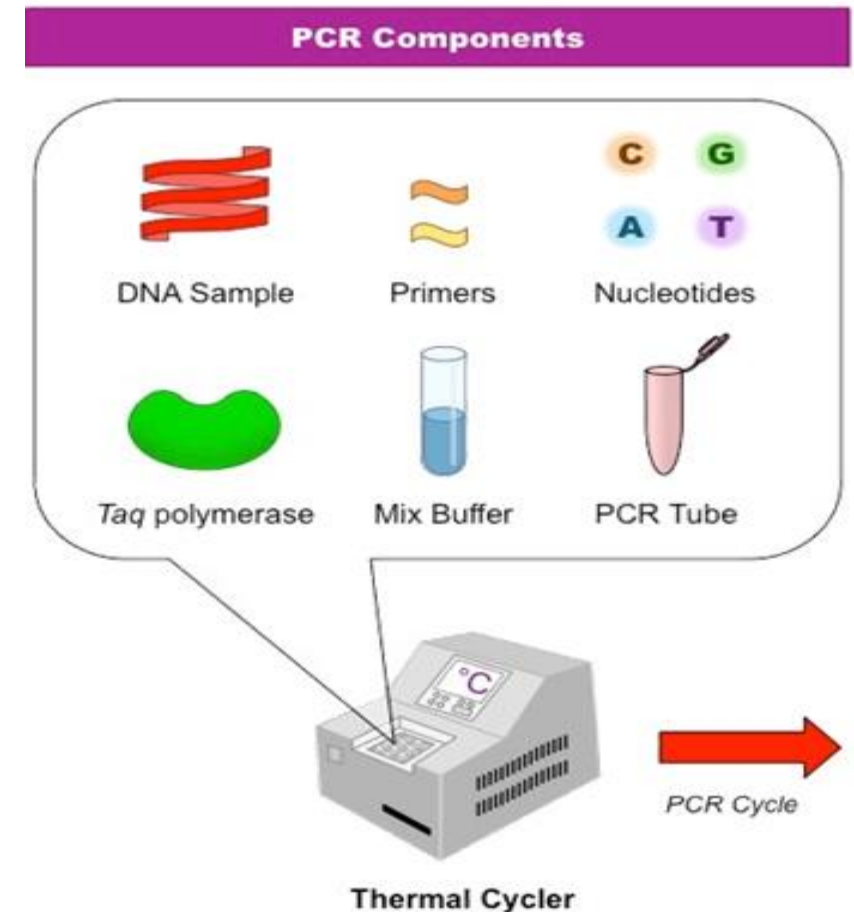 PCR Components
DNA Sample
Primers
C G
A T
Nucleotides
Taq polymerase
Mix Buffer
PCR Tube
°C
PCR Cycle
Thermal Cycler